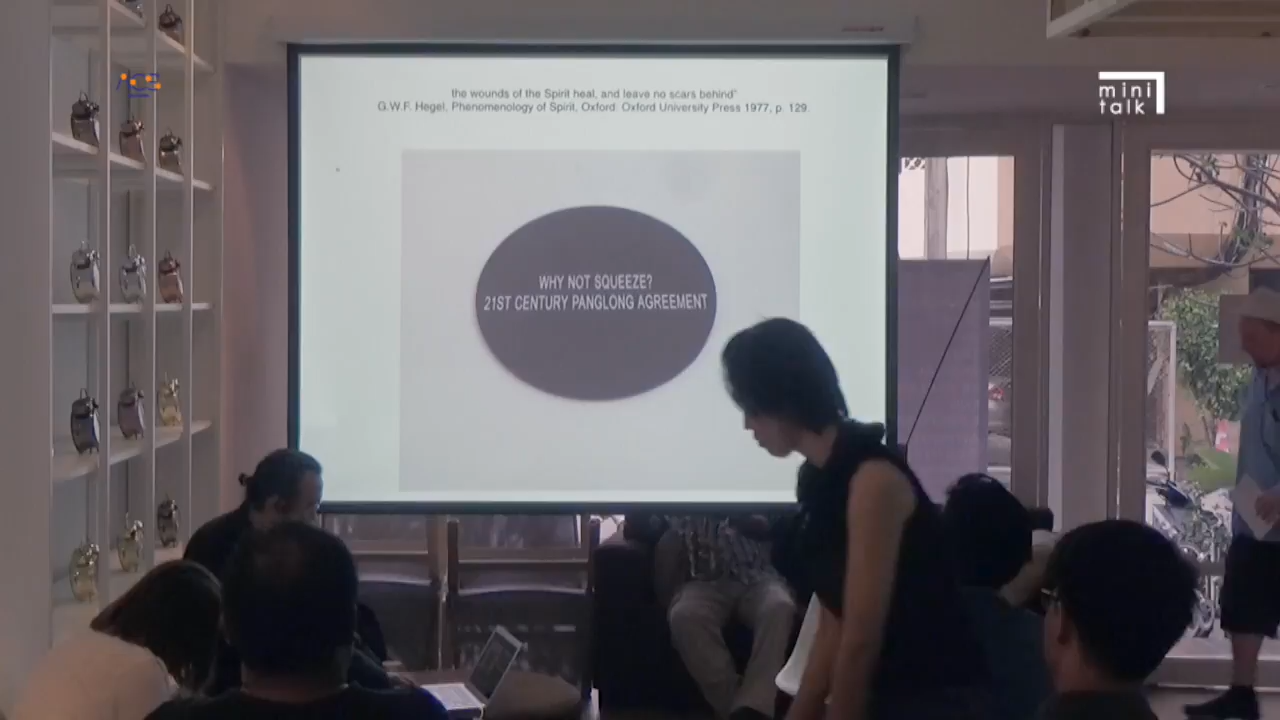 ACS
mini
talk
the wounds of the Spirit heal, and leave no scars behind"
G.W.F. Hegel, Phenomenology of Spirit, Oxford: Oxford University Press 1977, p. 129.
WHY NOT SQUEEZE?
21ST CENTURY PANGLONG AGREEMENT